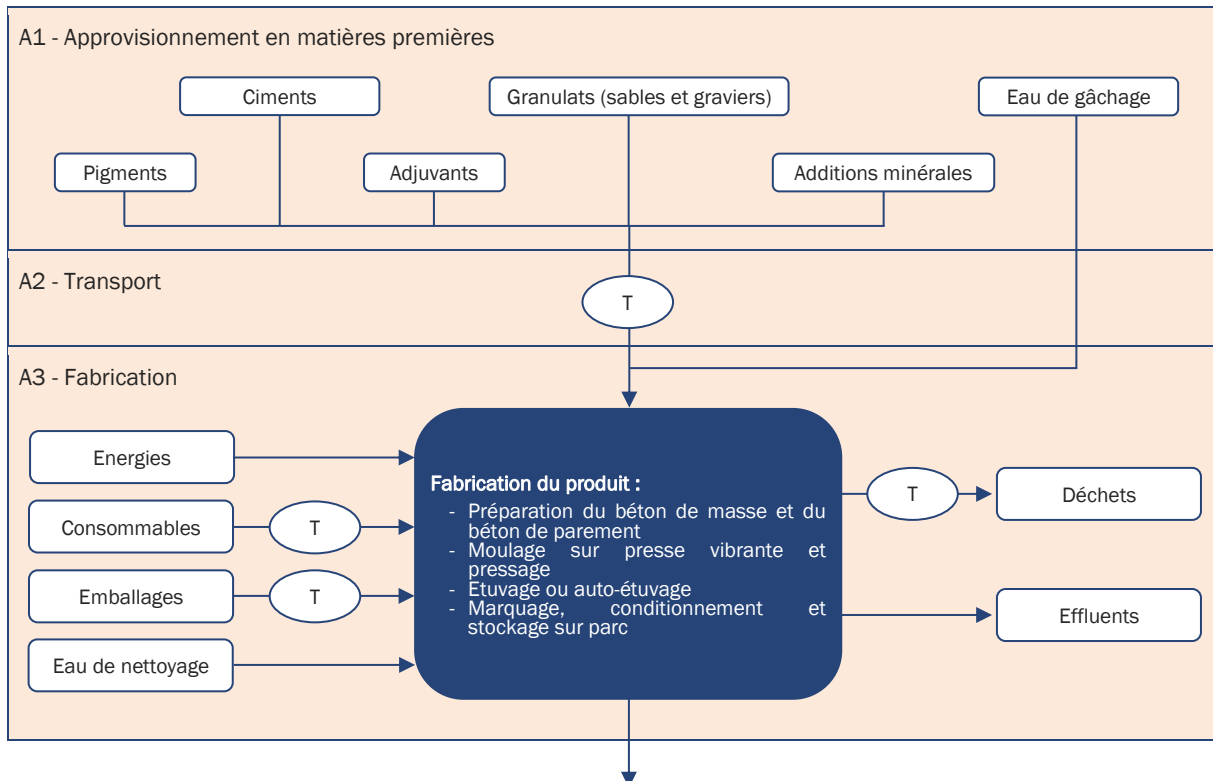 A1 - Approvisionnement en matières premières
Ciments
Granulats (sables et graviers)
Eau de gâchage
Pigments
Adjuvants
Additions minérales
A2 - Transport
T
A3 - Fabrication
Energies
Consommables
T
Emballages
T
Eau de nettoyage
Fabrication du produit :
- Préparation du béton de masse et du
béton de parement
- Moulage sur presse vibrante et
pressage
- Etuvage ou auto-étuvage
- Marquage, conditionnement et
stockage sur parc
T
Déchets
Effluents